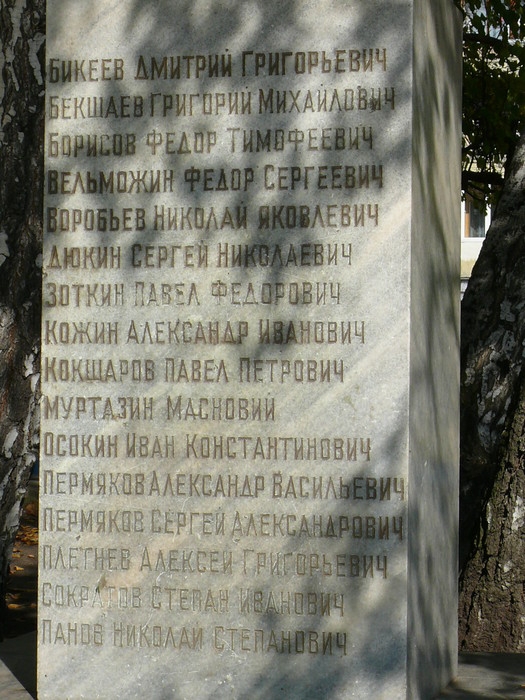 Бикеев Дмитрий Григорьевич
Бекшаев Григорий Михайлович
Борисов Федор Тимофеевич
Вельможин Федор Сергеевич
Воробьев Николай Яковлевич
Дюкин Сергей Николаевич
Зоткин Павел Федорович
Кожин Александр Иванович
Кокшаров Павел Петрович
Муртазин Масновий
Осокин Иван Константинович
Пермяков Александр Васильевич
Пермяков Сергей Александрович
Плетнев Алексей Григорьевич
Сократов Степан Иванович
Панов Николай Степанович